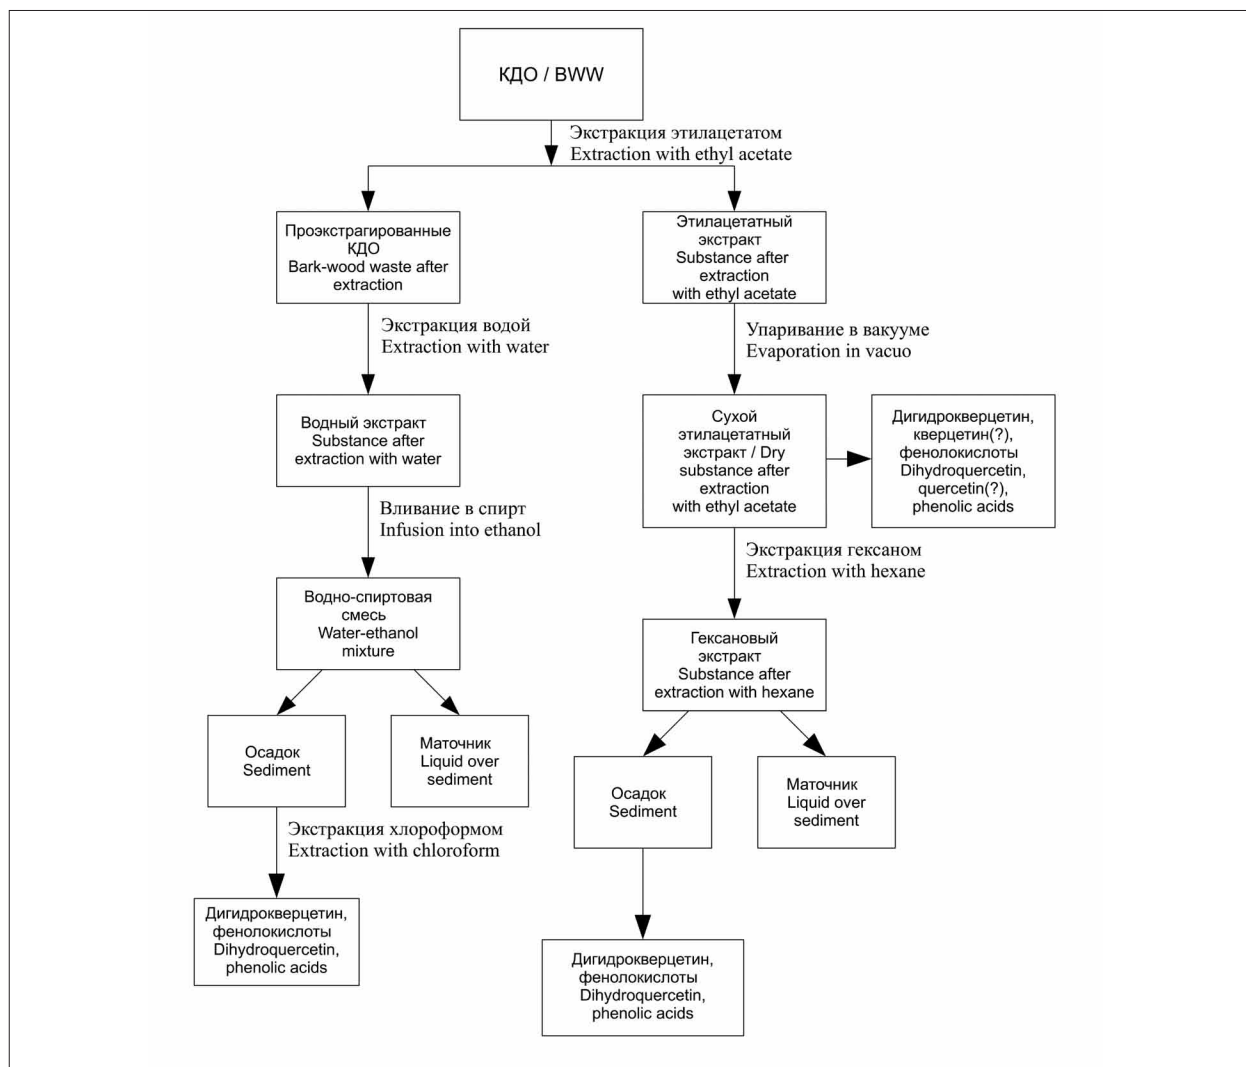 КДО / BWW
Экстракция этилацетатом
Extraction with ethyl acetate
Проэкстрагированные
КДО
Bark-wood waste after
extraction
Этилацетатный
экстракт
Substance after
extraction
with ethyl acetate
Экстракция водой
Extraction with water
Упаривание в вакууме
Evaporation in vacuo
Водный экстракт
Substance after
extraction with water
Сухой
этилацетатный
экстракт / Dry
substance after
extraction
with ethyl acetate
Дигидрокверцетин,
кверцетин(?),
фенолокислоты
Dihydroquercetin,
quercetin(?),
phenolic acids
Вливание в спирт
Infusion into ethanol
Экстракция гексаном
Extraction with hexane
Водно-спиртовая
смесь
Water-ethanol
mixture
Гексановый
экстракт
Substance after
extraction with hexane
Осадок
Sediment
Маточник
Liquid over
sediment
Осадок
Sediment
Маточник
Liquid over
sediment
Экстракция хлороформом
Extraction with chloroform
Дигидрокверцетин,
фенолокислоты
Dihydroquercetin,
phenolic acids
Дигидрокверцетин,
фенолокислоты
Dihydroquercetin,
phenolic acids